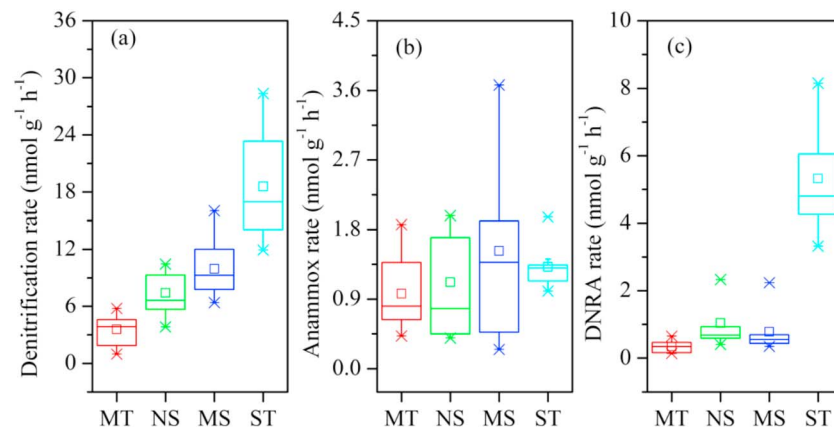 (a)
Denitrification rate (nmol g⁻¹ h⁻¹)
36
30
24
18
12
6
0
MT NS MS ST
(b)
Anammox rate (nmol g⁻¹ h⁻¹)
4.5
3.6
2.7
1.8
0.9
0.0
MT NS MS ST
(c)
DNRA rate (nmol g⁻¹ h⁻¹)
10
8
6
4
2
0
MT NS MS ST